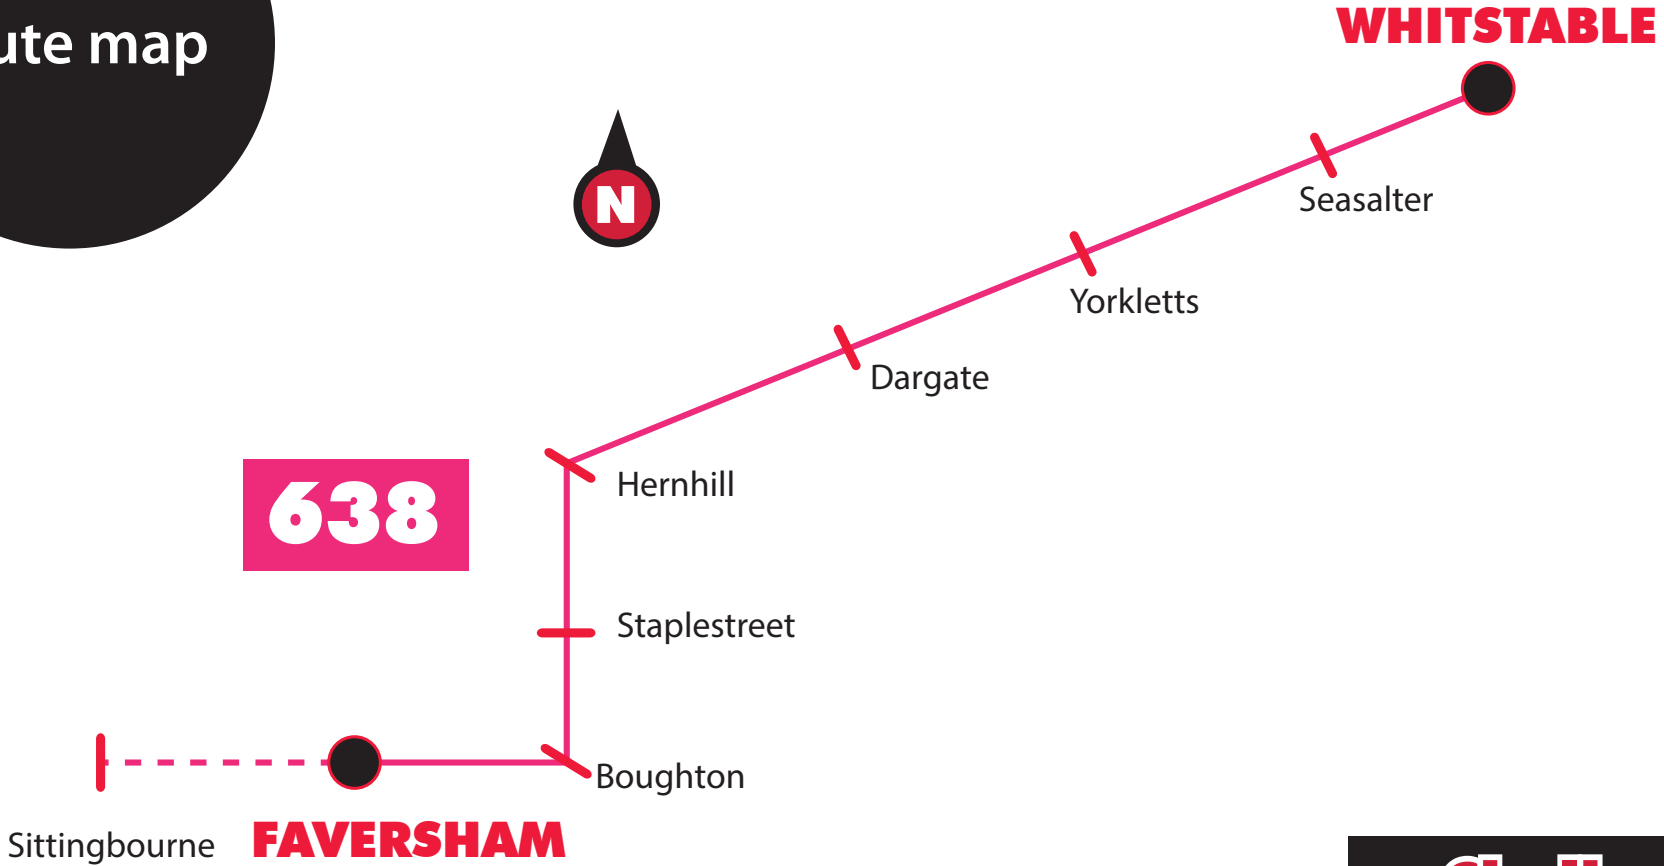 ute map
WHITSTABLE
N
Seasalter
Yorkletts
Dargate
Hernhill
638
Staplestreet
Boughton
Sittingbourne
FAVERSHAM